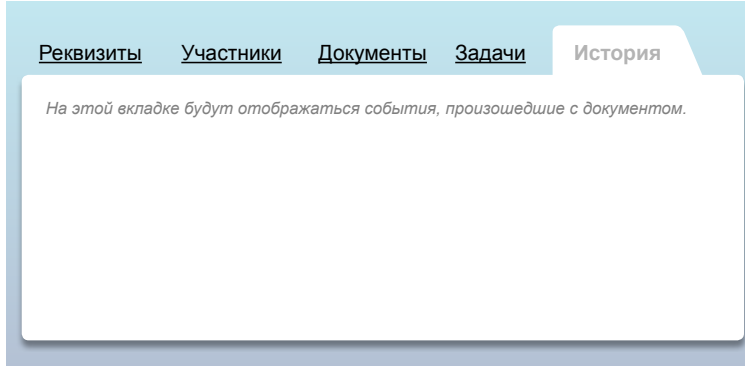 Реквизиты Участники Документы Задачи История
На этой вкладке будут отображаться события, произошедшие с документом.